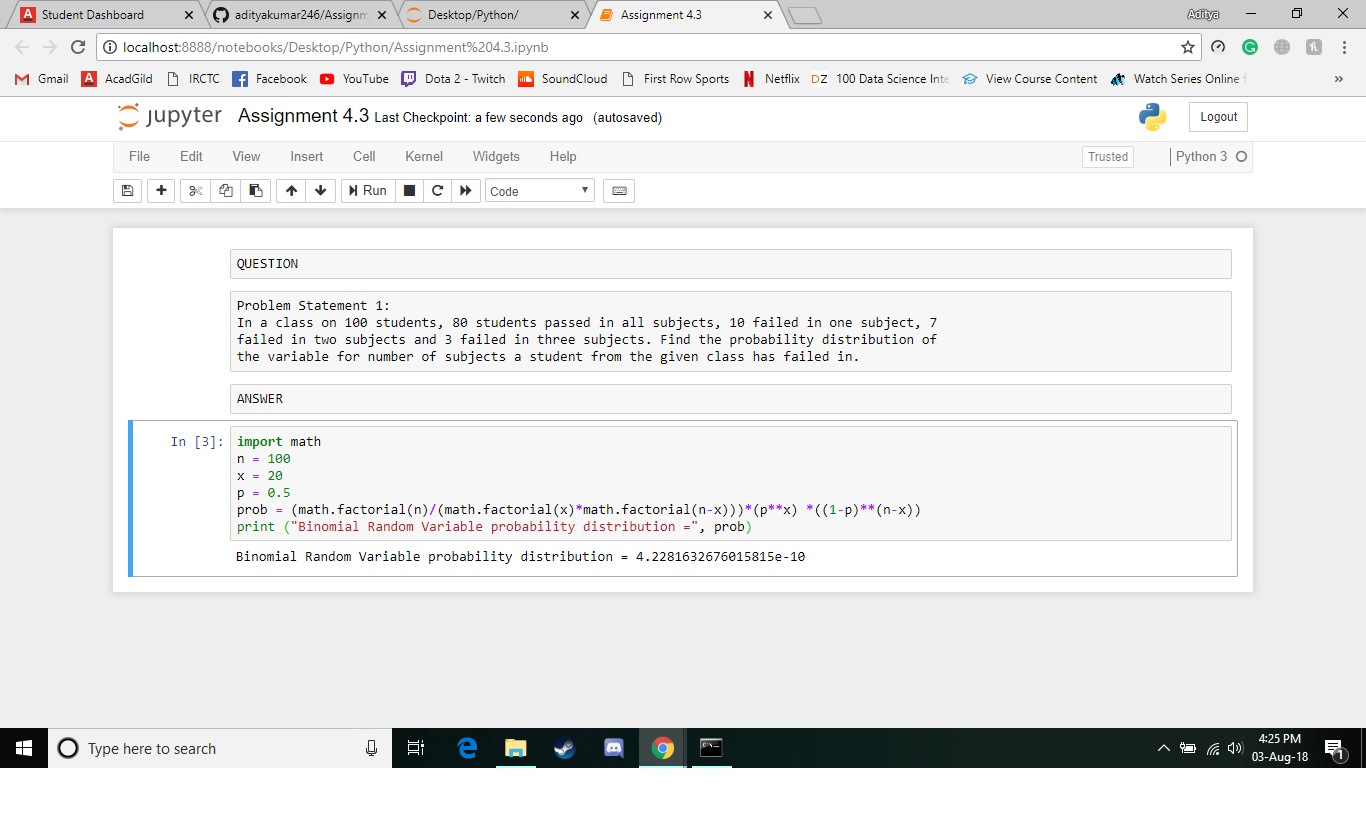 Student Dashboard
adityakumar246/Assignm
Desktop/Python/
Assignment 4.3
Aditya
localhost:8888/notebooks/Desktop/Python/Assignment%204.3.ipynb
Gmail AcadGild IRCTC Facebook YouTube Dota 2 - Twitch SoundCloud First Row Sports Netflix DZ 100 Data Science Inte View Course Content Watch Series Online f »
jupyter Assignment 4.3 Last Checkpoint: a few seconds ago (autosaved)
Logout
File Edit View Insert Cell Kernel Widgets Help Trusted Python 3
Run Code
QUESTION
Problem Statement 1:
In a class on 100 students, 80 students passed in all subjects, 10 failed in one subject, 7
failed in two subjects and 3 failed in three subjects. Find the probability distribution of
the variable for number of subjects a student from the given class has failed in.
ANSWER
In [3]:
import math
n = 100
x = 20
p = 0.5
prob = (math.factorial(n)/(math.factorial(x)*math.factorial(n-x)))*(p**x) *((1-p)**(n-x))
print ("Binomial Random Variable probability distribution =", prob)
Binomial Random Variable probability distribution = 4.2281632676015815e-10
Type here to search
4:25 PM
03-Aug-18
1